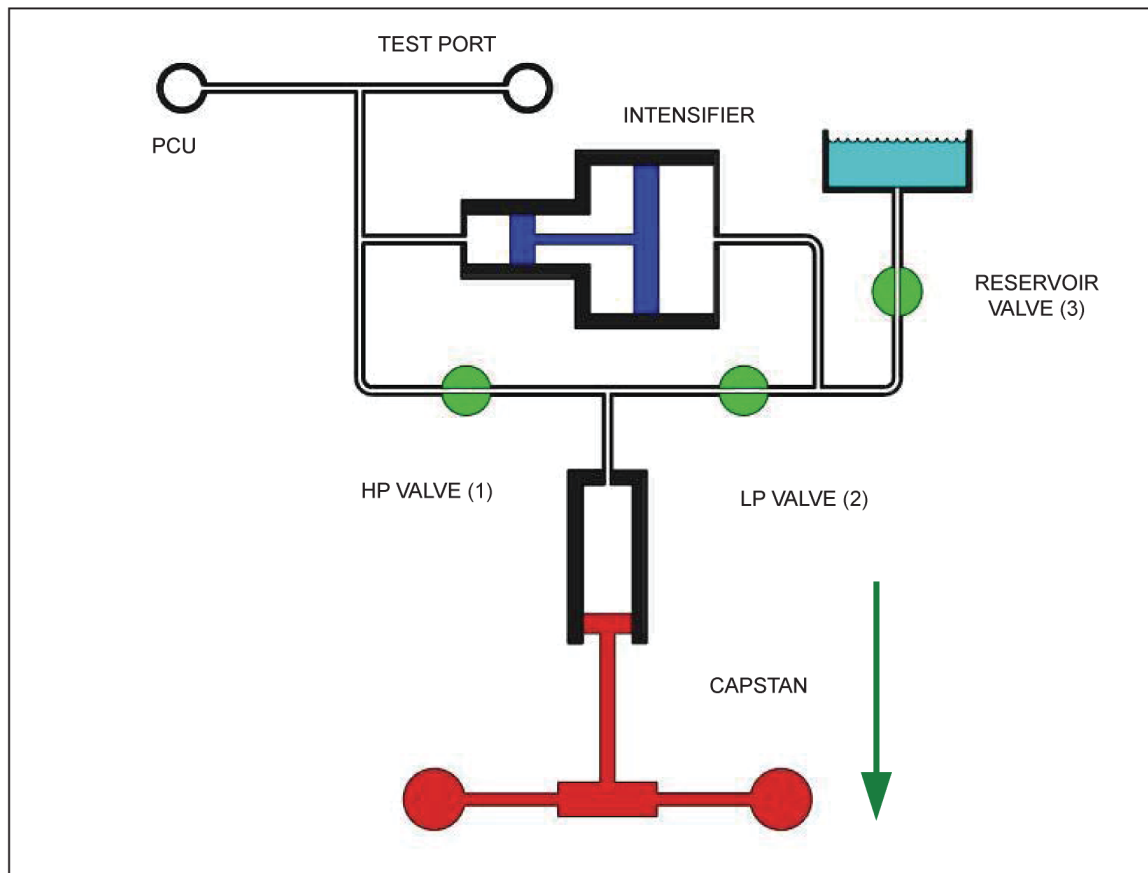 TEST PORT
PCU
INTENSIFIER
RESERVOIR
VALVE (3)
HP VALVE (1)
LP VALVE (2)
CAPSTAN